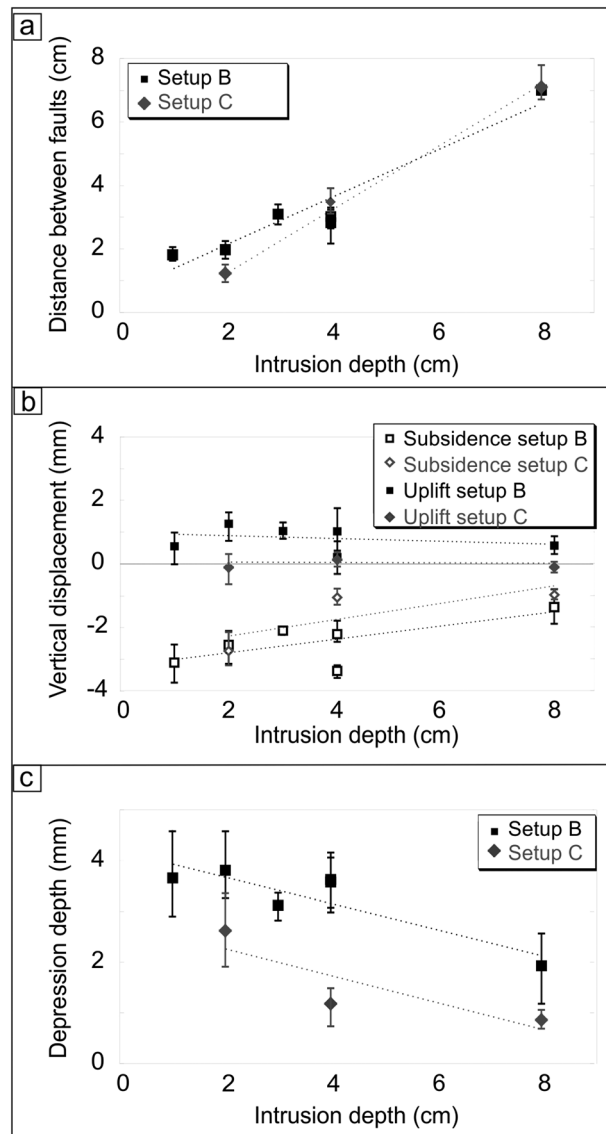 a
Distance between faults (cm)
8
6
4
2
0
Setup B
Setup C
0 2 4 6 8
Intrusion depth (cm)
b
Vertical displacement (mm)
4
2
0
-2
-4
Subsidence setup B
Subsidence setup C
Uplift setup B
Uplift setup C
0 2 4 6 8
Intrusion depth (cm)
c
Depression depth (mm)
4
2
0
Setup B
Setup C
0 2 4 6 8
Intrusion depth (cm)